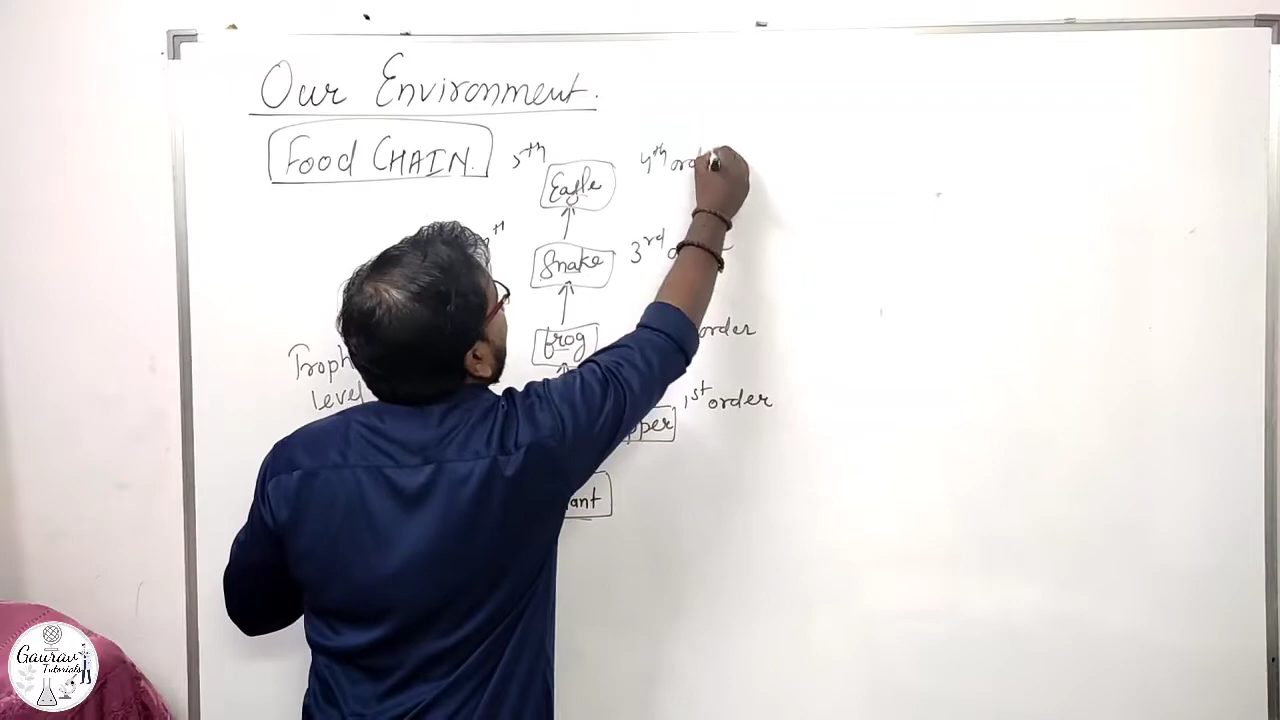 Our Environment.
FOOD CHAIN.
5th
Eagle
4th
th
Snake
3rd
frog
order
Troph
Level
1st order
pper
ant
Gaurav
Tutorials